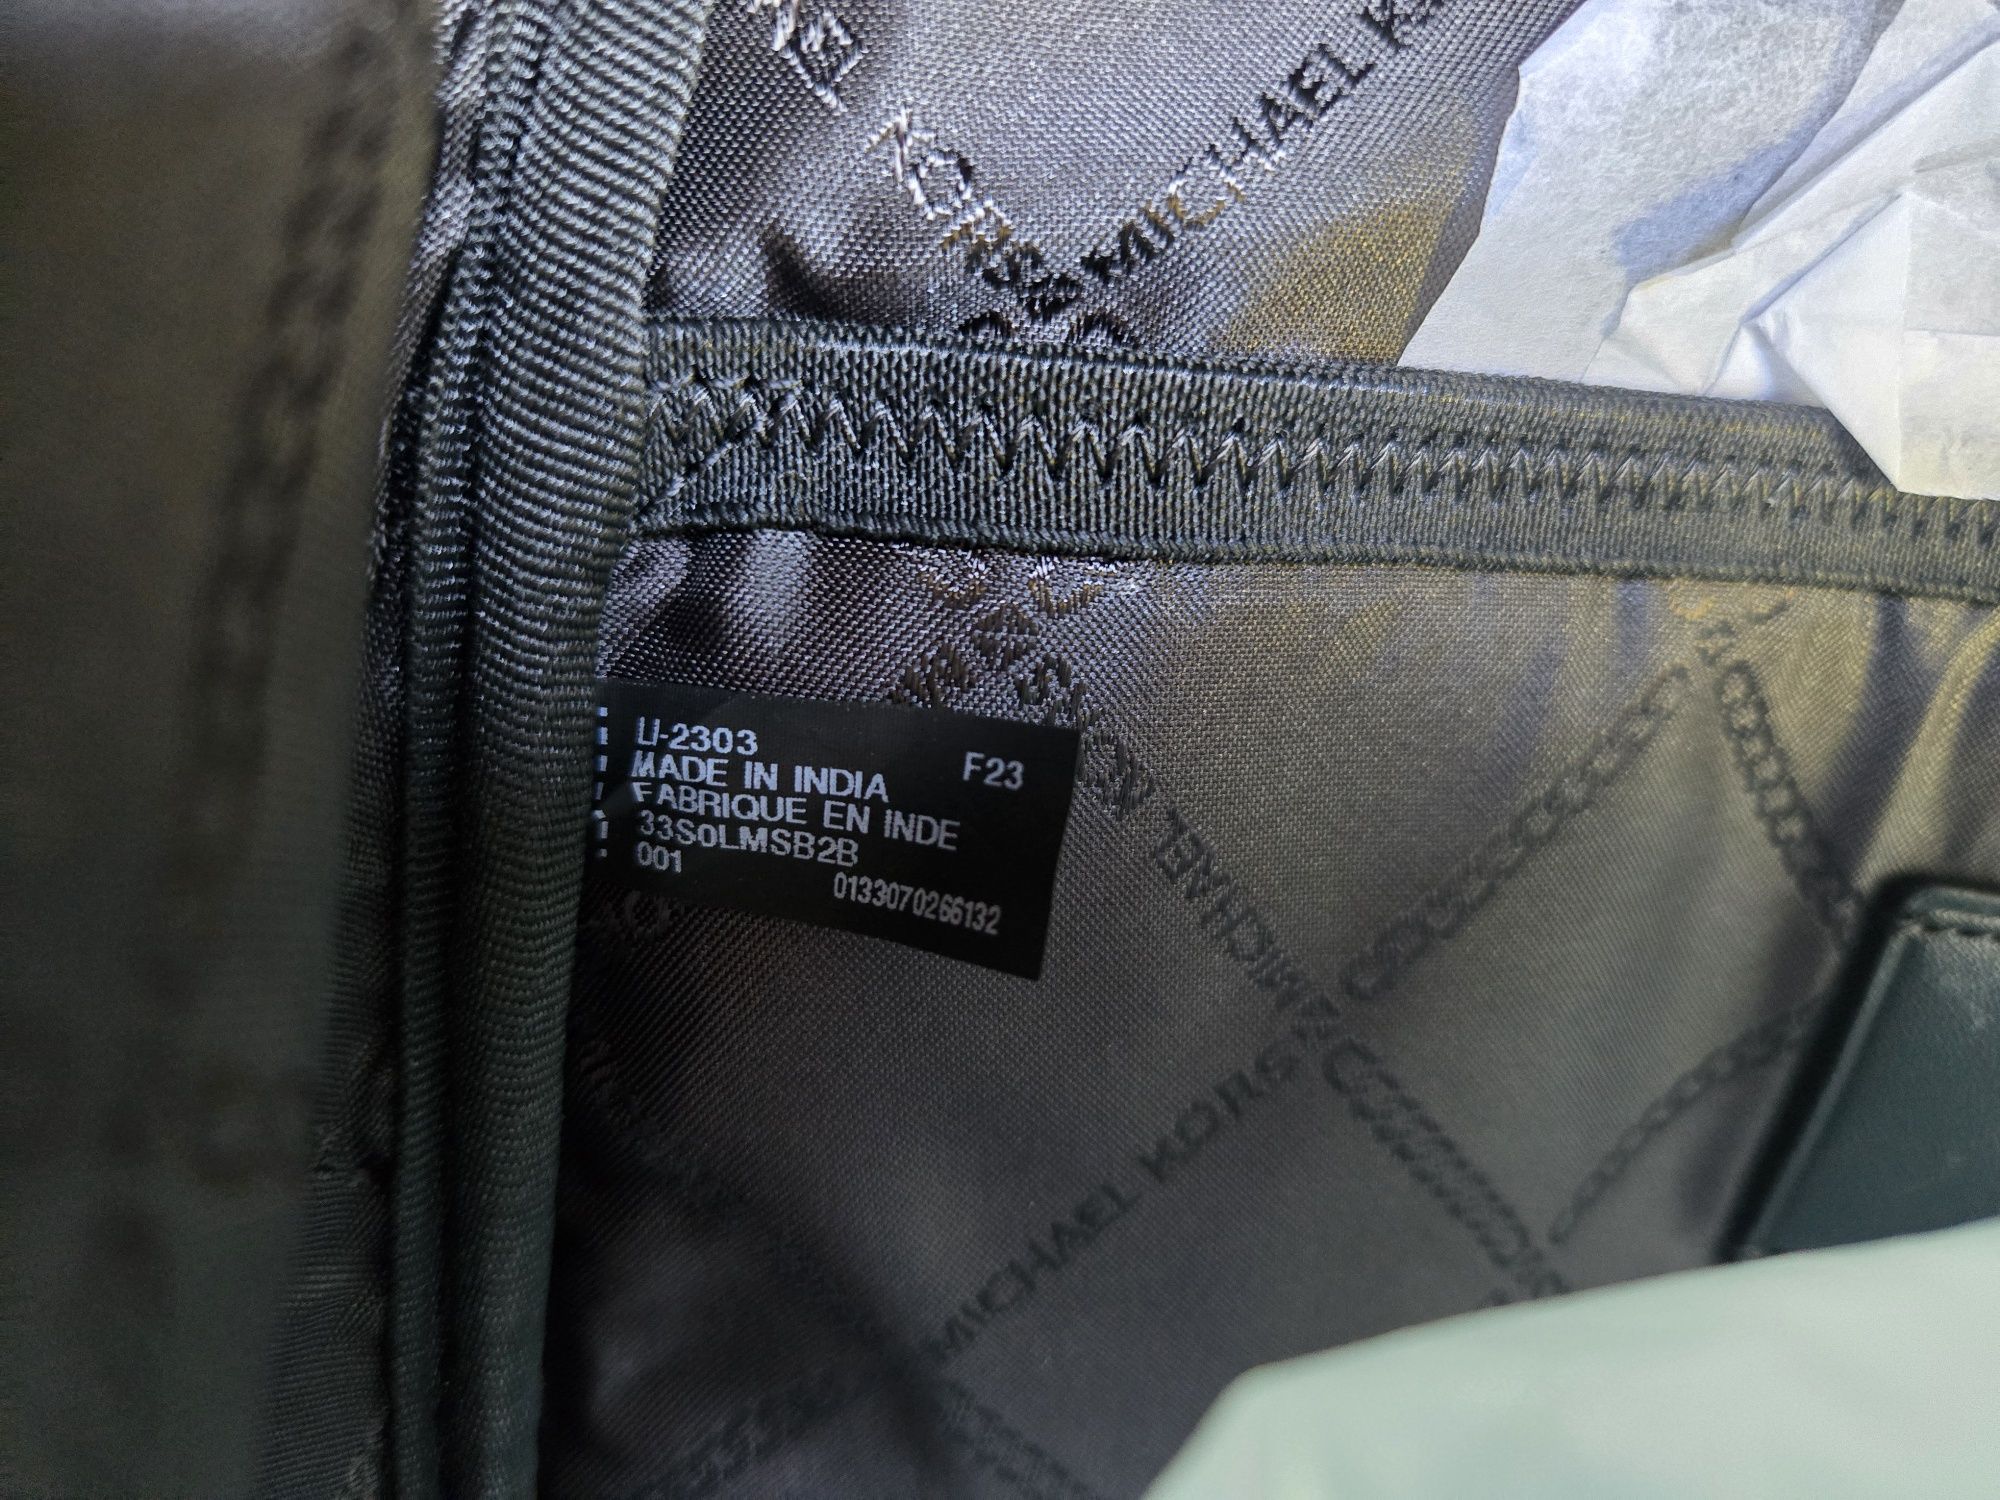 MICHAEL KORS
KORS
LI-2303
F23
MADE IN INDIA
FABRIQUE EN INDE
33S0LMSB2B
001
0133070266132
MICHAEL
MICHAEL KORS